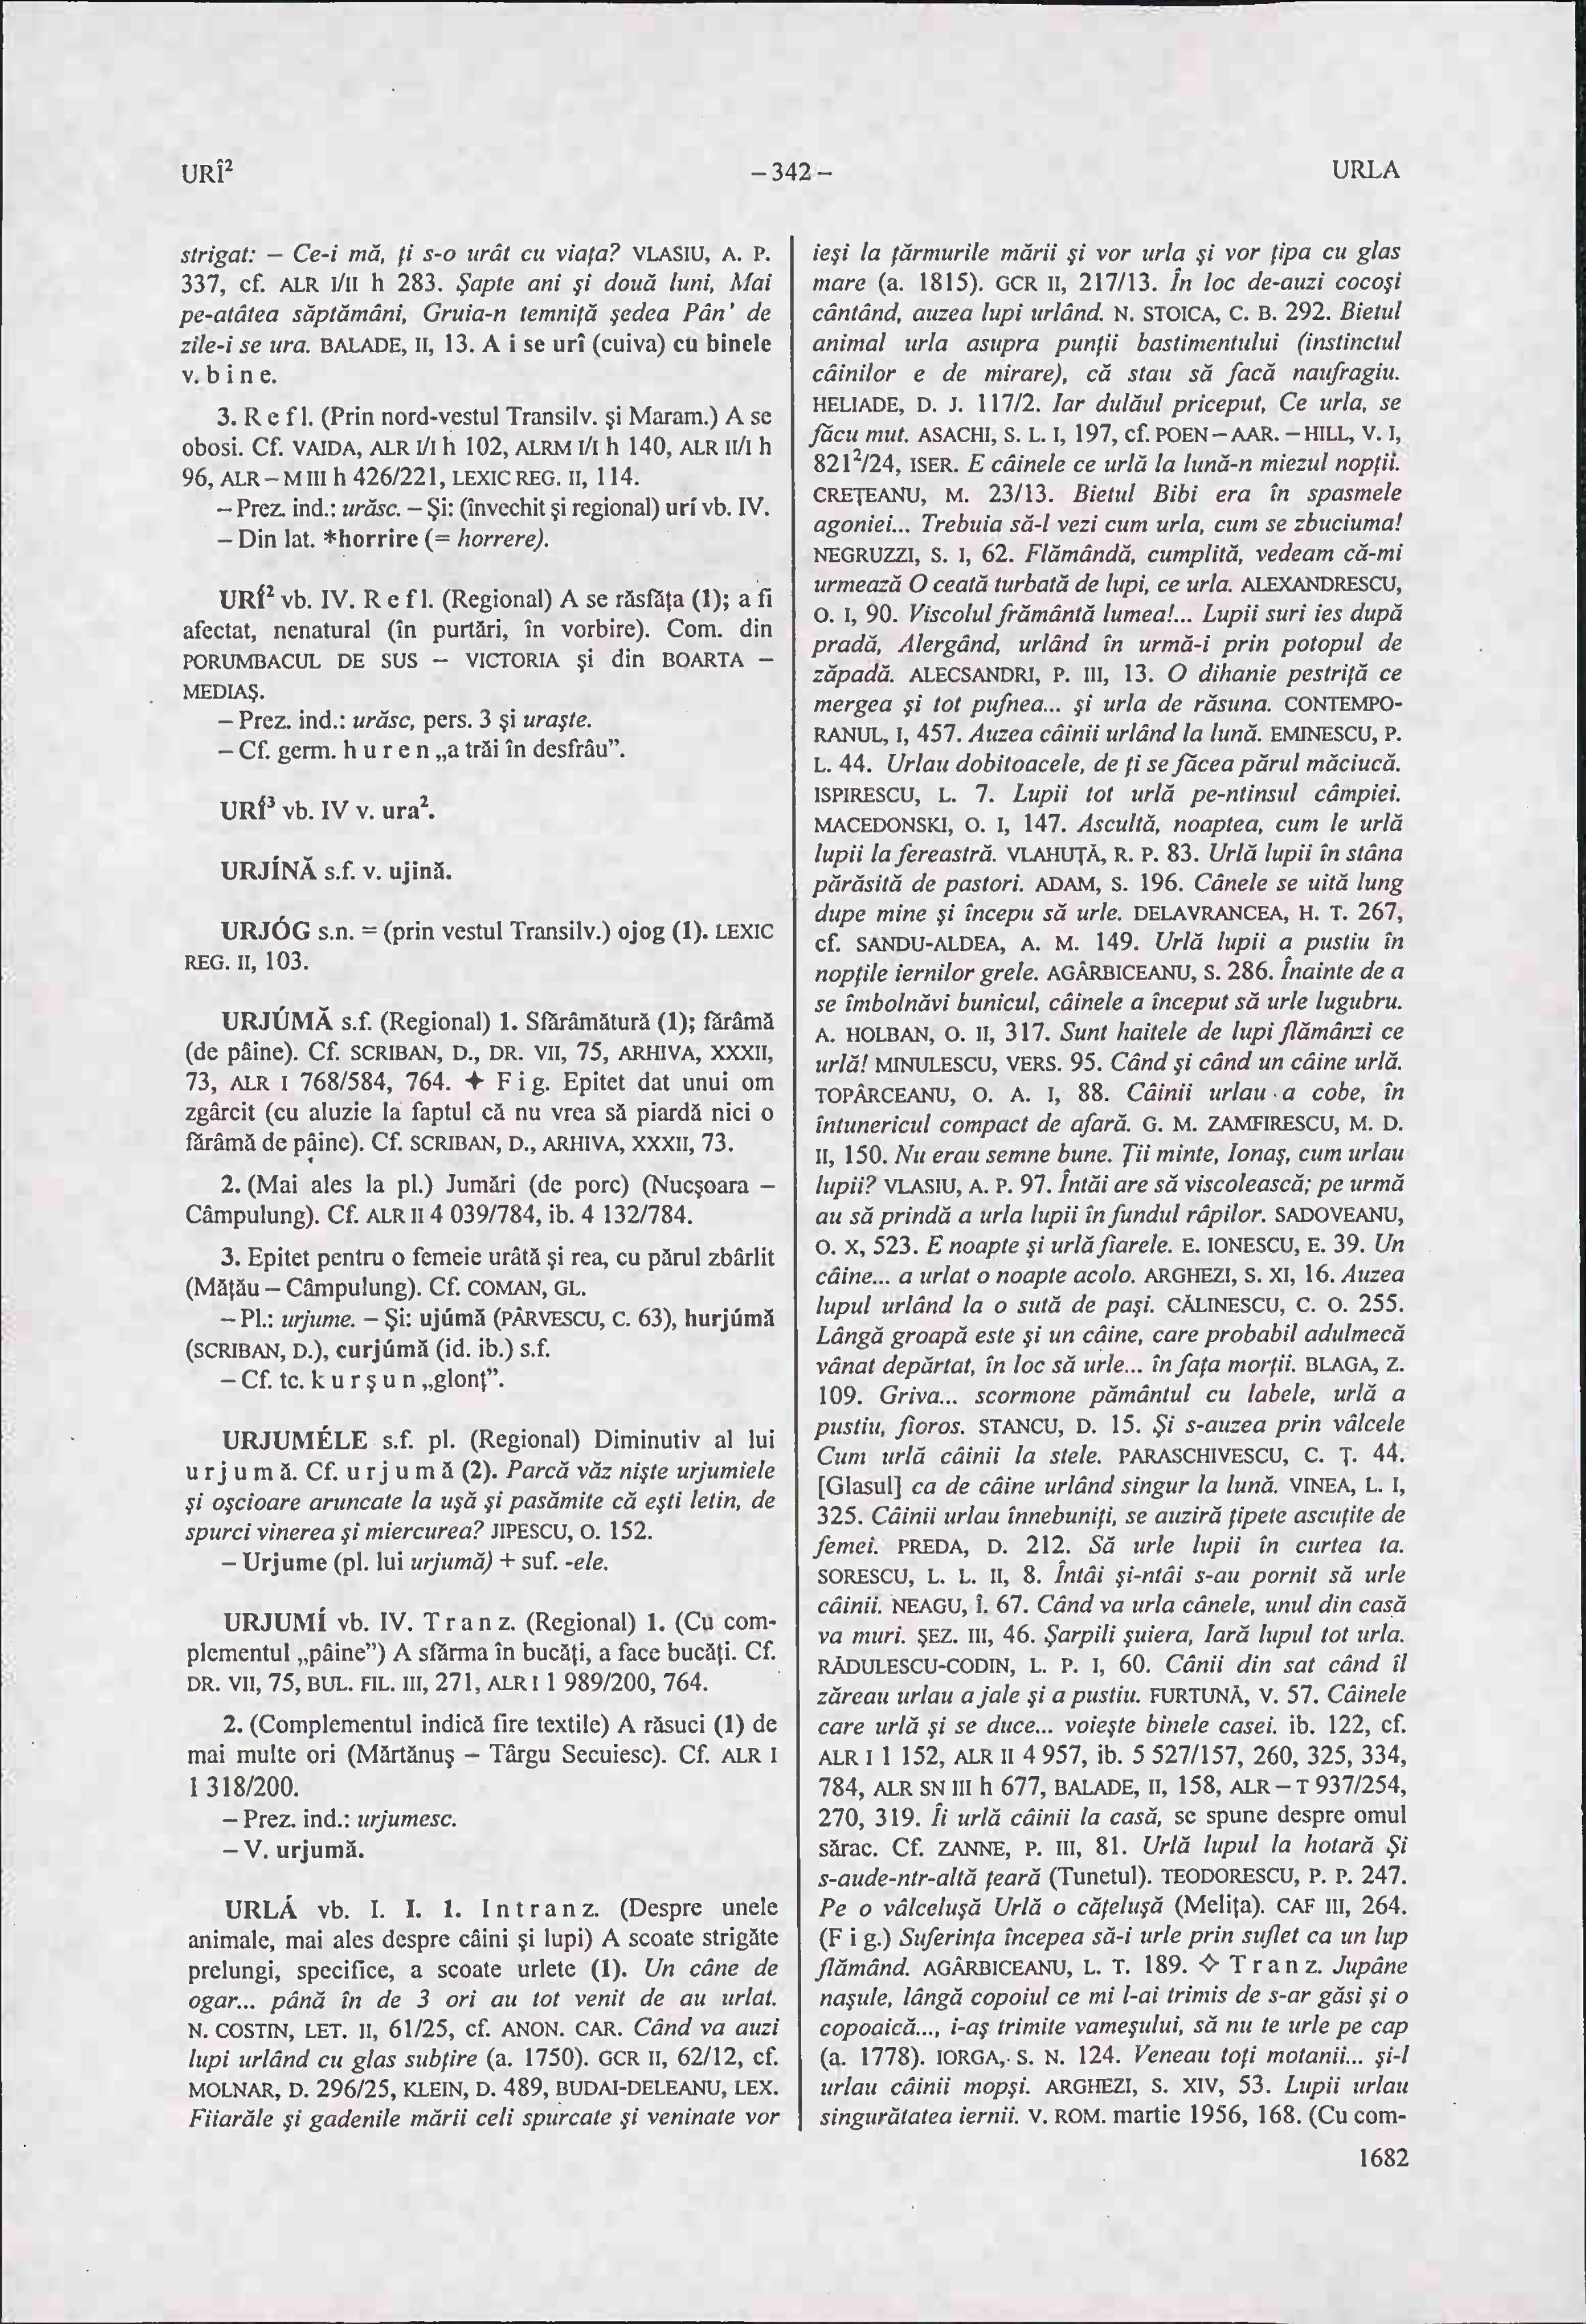 URÎ²
– 342 –
URLA
strigat: – Ce-i mă, ţi s-o urât cu viaţa? VLASIU, A. P.
337, cf. ALR I/II h 283. Şapte ani şi două luni, Mai
pe-atâtea săptămâni, Gruia-n temniţă şedea Pân' de
zile-i se ura. BALADE, II, 13. A i se urî (cuiva) cu binele
v. b i n e.
3. R e f l. (Prin nord-vestul Transilv. şi Maram.) A se
obosi. Cf. VAIDA, ALR I/I h 102, ALRM I/I h 140, ALR II/I h
96, ALR – M III h 426/221, LEXIC REG. II, 114.
– Prez. ind.: urăsc. – Şi: (învechit şi regional) urí vb. IV.
– Din lat. *horrire (= horrere).
URÎ́² vb. IV. R e f l. (Regional) A se răsfăţa (1); a fi
afectat, nenatural (în purtări, în vorbire). Com. din
PORUMBACUL DE SUS – VICTORIA şi din BOARTA –
MEDIAŞ.
– Prez. ind.: urăsc, pers. 3 şi uraşte.
– Cf. germ. h u r e n „a trăi în desfrâu”.
URÎ́³ vb. IV v. ura².
URJÍNĂ s.f. v. ujină.
URJÓG s.n. = (prin vestul Transilv.) ojog (1). LEXIC
REG. II, 103.
URJÚMĂ s.f. (Regional) 1. Sfărâmătură (1); fărâmă
(de pâine). Cf. SCRIBAN, D., DR. VII, 75, ARHIVA, XXXII,
73, ALR I 768/584, 764. ✦ F i g. Epitet dat unui om
zgârcit (cu aluzie la faptul că nu vrea să piardă nici o
fărâmă de pâine). Cf. SCRIBAN, D., ARHIVA, XXXII, 73.
2. (Mai ales la pl.) Jumări (de porc) (Nucşoara –
Câmpulung). Cf. ALR II 4 039/784, ib. 4 132/784.
3. Epitet pentru o femeie urâtă şi rea, cu părul zbârlit
(Măţău – Câmpulung). Cf. COMAN, GL.
– Pl.: urjume. – Şi: ujúmă (PÂRVESCU, C. 63), hurjúmă
(SCRIBAN, D.), curjúmă (id. ib.) s.f.
– Cf. tc. k u r ş u n „glonţ”.
URJUMÉLE s.f. pl. (Regional) Diminutiv al lui
u r j u m ă. Cf. u r j u m ă (2). Parcă văz nişte urjumiele
şi oşcioare aruncate la uşă şi pasămite că eşti letin, de
spurci vinerea şi miercurea? JIPESCU, O. 152.
– Urjume (pl. lui urjumă) + suf. -ele.
URJUMÍ vb. IV. T r a n z. (Regional) 1. (Cu com-
plementul „pâine”) A sfărma în bucăţi, a face bucăţi. Cf.
DR. VII, 75, BUL. FIL. III, 271, ALR I 1 989/200, 764.
2. (Complementul indică fire textile) A răsuci (1) de
mai multe ori (Mărtănuş – Târgu Secuiesc). Cf. ALR I
1 318/200.
– Prez. ind.: urjumesc.
– V. urjumă.
URLÁ vb. I. I. 1. I n t r a n z. (Despre unele
animale, mai ales despre câini şi lupi) A scoate strigăte
prelungi, specifice, a scoate urlete (1). Un câne de
ogar... până în de 3 ori au tot venit de au urlat.
N. COSTIN, LET. II, 61/25, cf. ANON. CAR. Când va auzi
lupi urlând cu glas subţire (a. 1750). GCR II, 62/12, cf.
MOLNAR, D. 296/25, KLEIN, D. 489, BUDAI-DELEANU, LEX.
Fiiarăle şi gadenile mării celi spurcate şi veninate vor
ieşi la ţărmurile mării şi vor urla şi vor ţipa cu glas
mare (a. 1815). GCR II, 217/13. În loc de-auzi cocoşi
cântând, auzea lupi urlând. N. STOICA, C. B. 292. Bietul
animal urla asupra punţii bastimentului (instinctul
câinilor e de mirare), că stau să facă naufragiu.
HELIADE, D. J. 117/2. Iar dulăul priceput, Ce urla, se
făcu mut. ASACHI, S. L. I, 197, cf. POEN – AAR. – HILL, V. I,
821²/24, ISER. E câinele ce urlă la lună-n miezul nopţii.
CREŢEANU, M. 23/13. Bietul Bibi era în spasmele
agoniei... Trebuia să-l vezi cum urla, cum se zbuciuma!
NEGRUZZI, S. I, 62. Flămândă, cumplită, vedeam că-mi
urmează O ceată turbată de lupi, ce urla. ALEXANDRESCU,
O. I, 90. Viscolul frământă lumea!... Lupii suri ies după
pradă, Alergând, urlând în urmă-i prin potopul de
zăpadă. ALECSANDRI, P. III, 13. O dihanie pestriţă ce
mergea şi tot pufnea... şi urla de răsuna. CONTEMPO-
RANUL, I, 457. Auzea câinii urlând la lună. EMINESCU, P.
L. 44. Urlau dobitoacele, de ţi se făcea părul măciucă.
ISPIRESCU, L. 7. Lupii tot urlă pe-ntinsul câmpiei.
MACEDONSKI, O. I, 147. Ascultă, noaptea, cum le urlă
lupii la fereastră. VLAHUŢĂ, R. P. 83. Urlă lupii în stâna
părăsită de pastori. ADAM, S. 196. Cânele se uită lung
dupe mine şi începu să urle. DELAVRANCEA, H. T. 267,
cf. SANDU-ALDEA, A. M. 149. Urlă lupii a pustiu în
nopţile iernilor grele. AGÂRBICEANU, S. 286. Înainte de a
se îmbolnăvi bunicul, câinele a început să urle lugubru.
A. HOLBAN, O. II, 317. Sunt haitele de lupi flămânzi ce
urlă! MINULESCU, VERS. 95. Când şi când un câine urlă.
TOPÂRCEANU, O. A. I, 88. Câinii urlau a cobe, în
întunericul compact de afară. G. M. ZAMFIRESCU, M. D.
II, 150. Nu erau semne bune. Ţii minte, Ionaş, cum urlau
lupii? VLASIU, A. P. 97. Întăi are să viscolească; pe urmă
au să prindă a urla lupii în fundul râpilor. SADOVEANU,
O. X, 523. E noapte şi urlă fiarele. E. IONESCU, E. 39. Un
câine... a urlat o noapte acolo. ARGHEZI, S. XI, 16. Auzea
lupul urlând la o sută de paşi. CĂLINESCU, C. O. 255.
Lângă groapă este şi un câine, care probabil adulmecă
vânat depărtat, în loc să urle... în faţa morţii. BLAGA, Z.
109. Griva... scormone pământul cu labele, urlă a
pustiu, fioros. STANCU, D. 15. Şi s-auzea prin vâlcele
Cum urlă câinii la stele. PARASCHIVESCU, C. Ţ. 44.
[Glasul] ca de câine urlând singur la lună. VINEA, L. I,
325. Câinii urlau înnebuniţi, se auziră ţipete ascuţite de
femei. PREDA, D. 212. Să urle lupii în curtea ta.
SORESCU, L. L. II, 8. Întâi şi-ntâi s-au pornit să urle
câinii. NEAGU, Î. 67. Când va urla cânele, unul din casă
va muri. ŞEZ. III, 46. Şarpili şuiera, Iară lupul tot urla.
RĂDULESCU-CODIN, L. P. I, 60. Cânii din sat când îl
zăreau urlau a jale şi a pustiu. FURTUNĂ, V. 57. Câinele
care urlă şi se duce... voieşte binele casei. ib. 122, cf.
ALR I 1 152, ALR II 4 957, ib. 5 527/157, 260, 325, 334,
784, ALR SN III h 677, BALADE, II, 158, ALR – T 937/254,
270, 319. Îi urlă câinii la casă, se spune despre omul
sărac. Cf. ZANNE, P. III, 81. Urlă lupul la hotară Şi
s-aude-ntr-altă ţeară (Tunetul). TEODORESCU, P. P. 247.
Pe o vâlceluşă Urlă o căţeluşă (Meliţa). CAF III, 264.
(F i g.) Suferinţa începea să-i urle prin suflet ca un lup
flămând. AGÂRBICEANU, L. T. 189. ✧ T r a n z. Jupâne
naşule, lângă copoiul ce mi l-ai trimis de s-ar găsi şi o
copoaică..., i-aş trimite vameşului, să nu te urle pe cap
(a. 1778). IORGA, S. N. 124. Veneau toţi motanii... şi-l
urlau câinii mopşi. ARGHEZI, S. XIV, 53. Lupii urlau
singurătatea iernii. V. ROM. martie 1956, 168. (Cu com-
1682